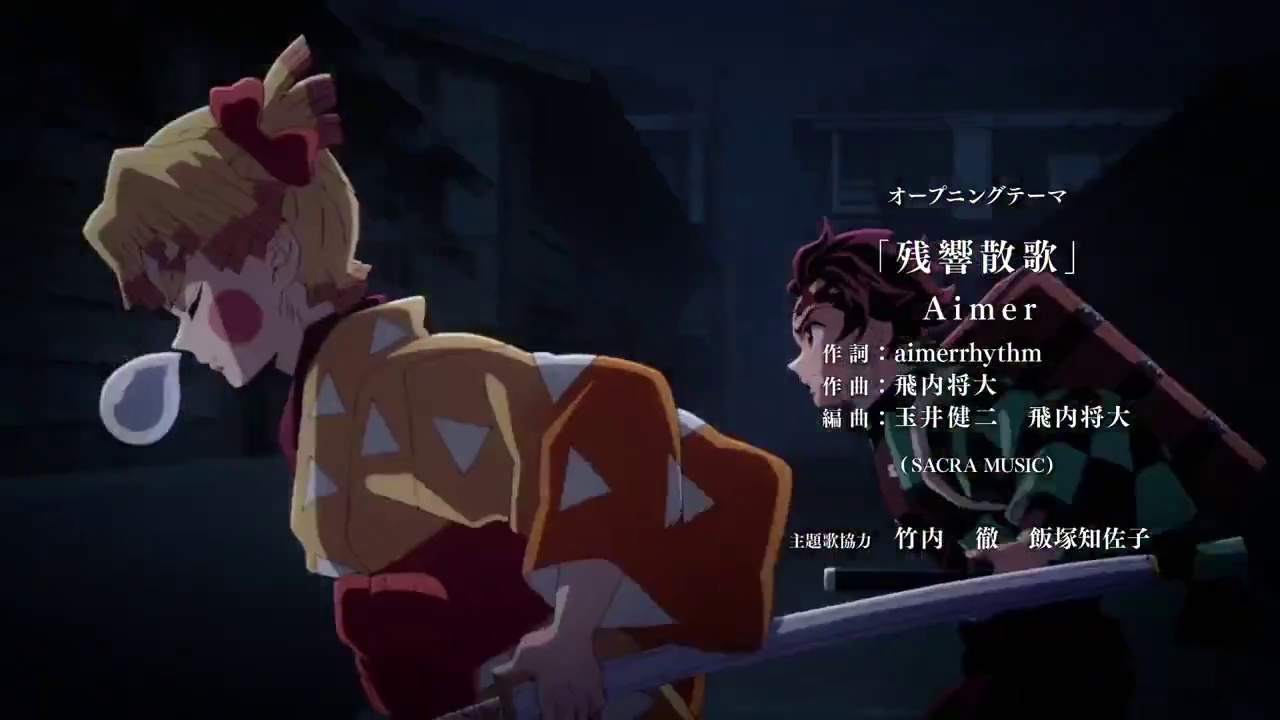 オープニングテーマ
「残響散歌」
Aimer
作詞：aimerrhythm
作曲：飛内将大
編曲：玉井健二　飛内将大
（SACRA MUSIC）
主題歌協力　竹内　徹　飯塚知佐子